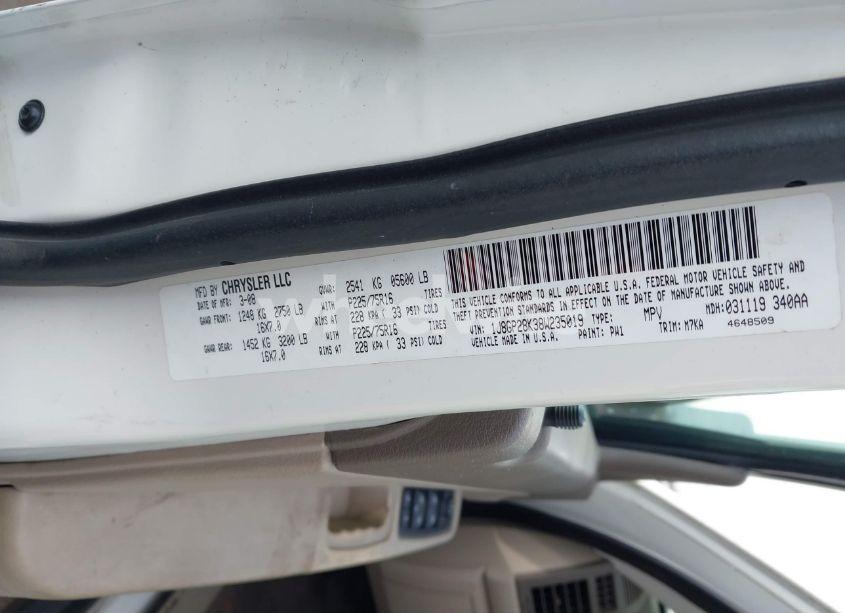 MFD BY CHRYSLER LLC GVWR: 2541 KG 05600 LB
DATE OF MFR: 3-08 WITH P225/75R16 TIRES
GAWR FRONT: 1248 KG 2750 LB RIMS AT 228 KPA ( 33 PSI) COLD
16X7.0 WITH P225/75R16 TIRES
GAWR REAR: 1452 KG 3200 LB RIMS AT 228 KPA ( 33 PSI) COLD
16X7.0
THIS VEHICLE CONFORMS TO ALL APPLICABLE U.S.A. FEDERAL MOTOR VEHICLE SAFETY AND
THEFT PREVENTION STANDARDS IN EFFECT ON THE DATE OF MANUFACTURE SHOWN ABOVE.
VIN: 1J8GP28K38W235019 TYPE: MPV MDH: 031119 340AA
VEHICLE MADE IN U.S.A. PAINT: PW1 TRIM: M7KA 4648509